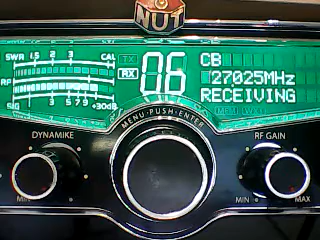 NUT
SWR 1.5 2 3 CAL
TX
RX
06
CB
27025MHz
RECEIVING
RF
SIG 3 5 7 9 +30dB
MENU-PUSH-ENTER
DYNAMIKE
RF GAIN
MIN
MIN MAX